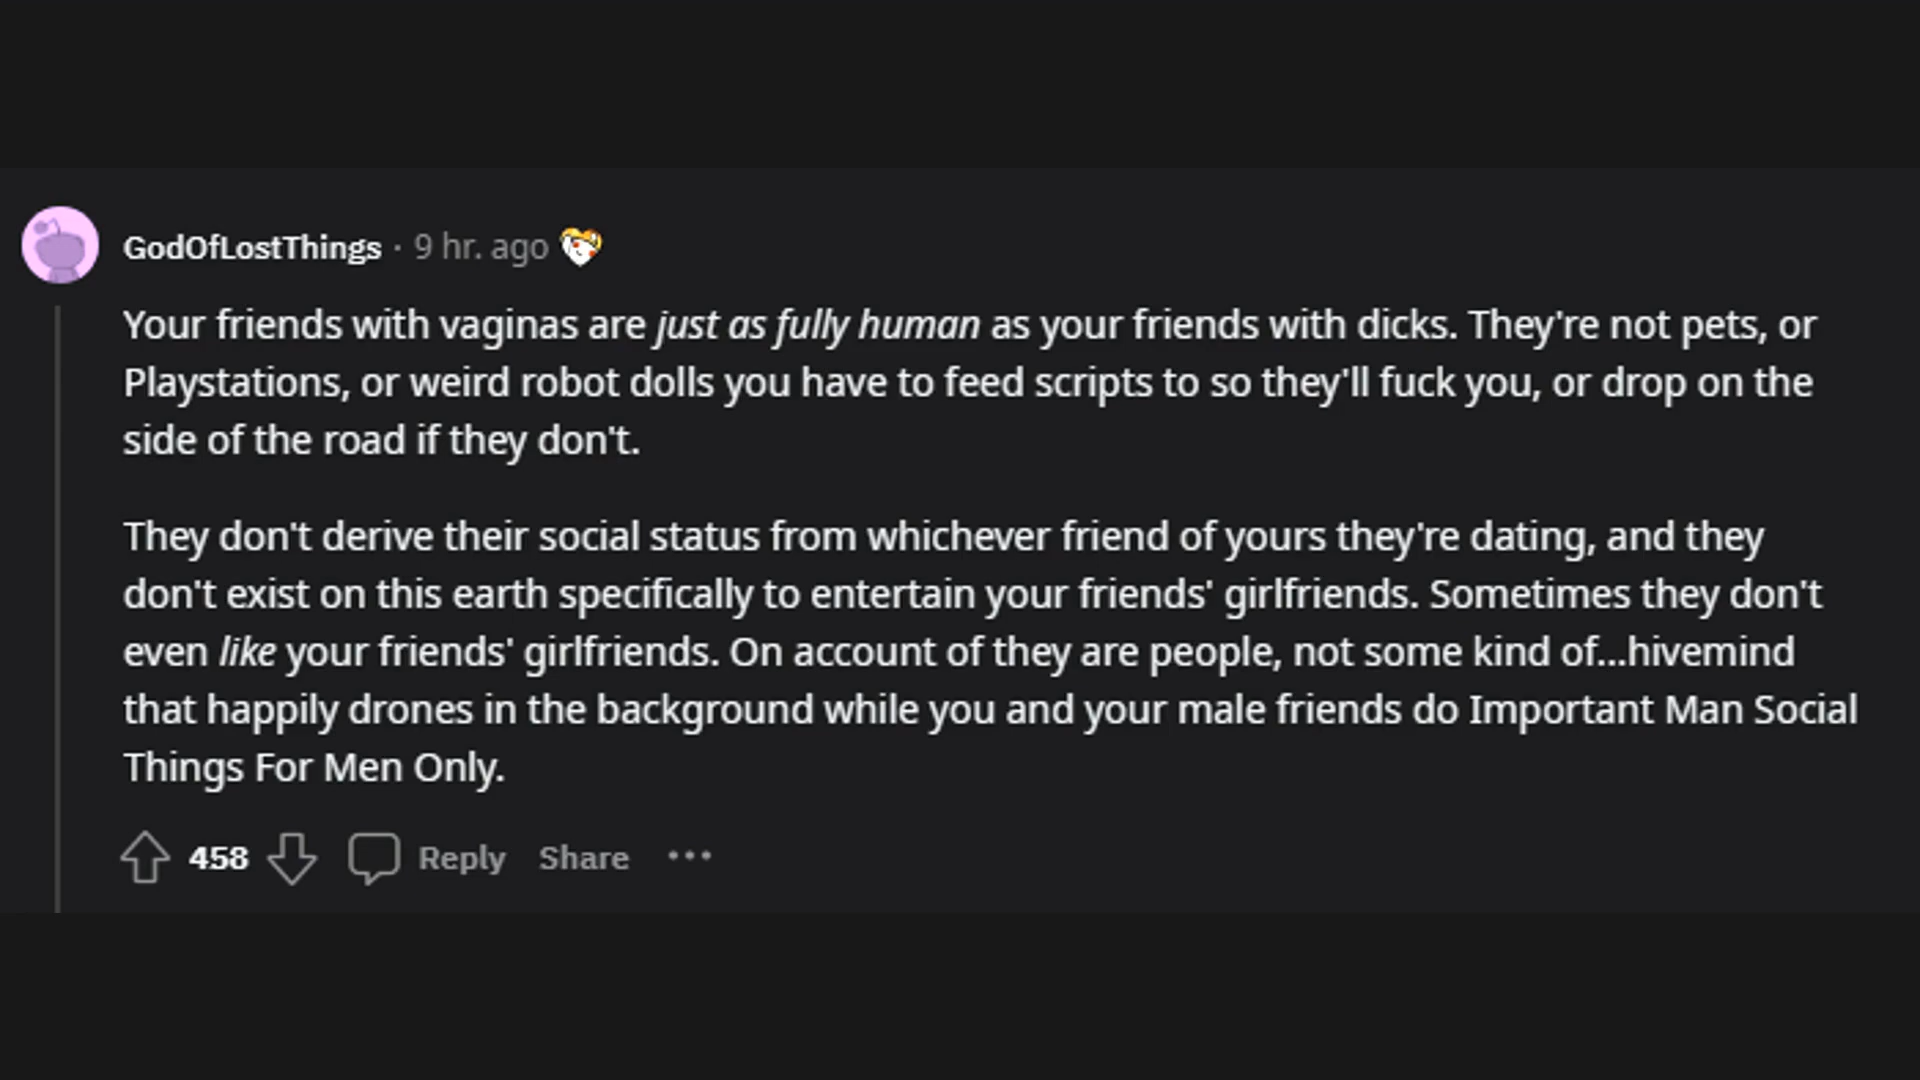 GodOfLostThings · 9 hr. ago
Your friends with vaginas are just as fully human as your friends with dicks. They're not pets, or
Playstations, or weird robot dolls you have to feed scripts to so they'll fuck you, or drop on the
side of the road if they don't.
They don't derive their social status from whichever friend of yours they're dating, and they
don't exist on this earth specifically to entertain your friends' girlfriends. Sometimes they don't
even like your friends' girlfriends. On account of they are people, not some kind of...hivemind
that happily drones in the background while you and your male friends do Important Man Social
Things For Men Only.
458 Reply Share ···